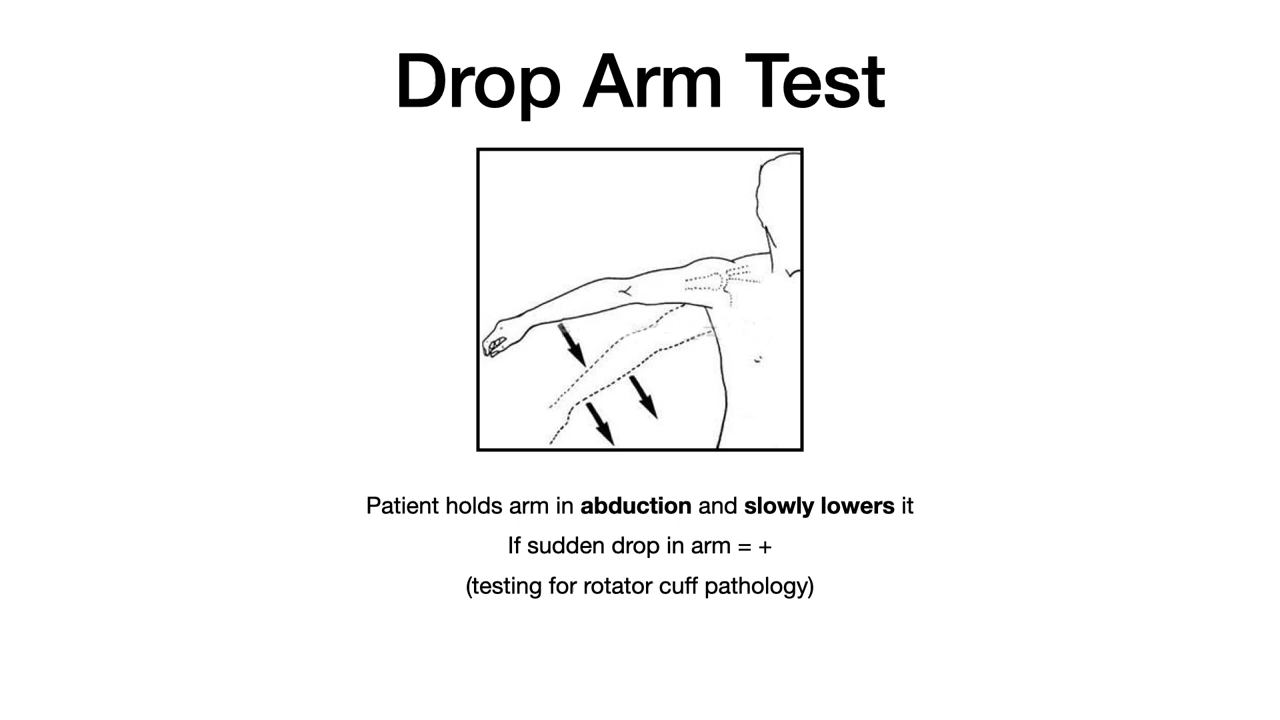 Drop Arm Test
Patient holds arm in abduction and slowly lowers it
If sudden drop in arm = +
(testing for rotator cuff pathology)